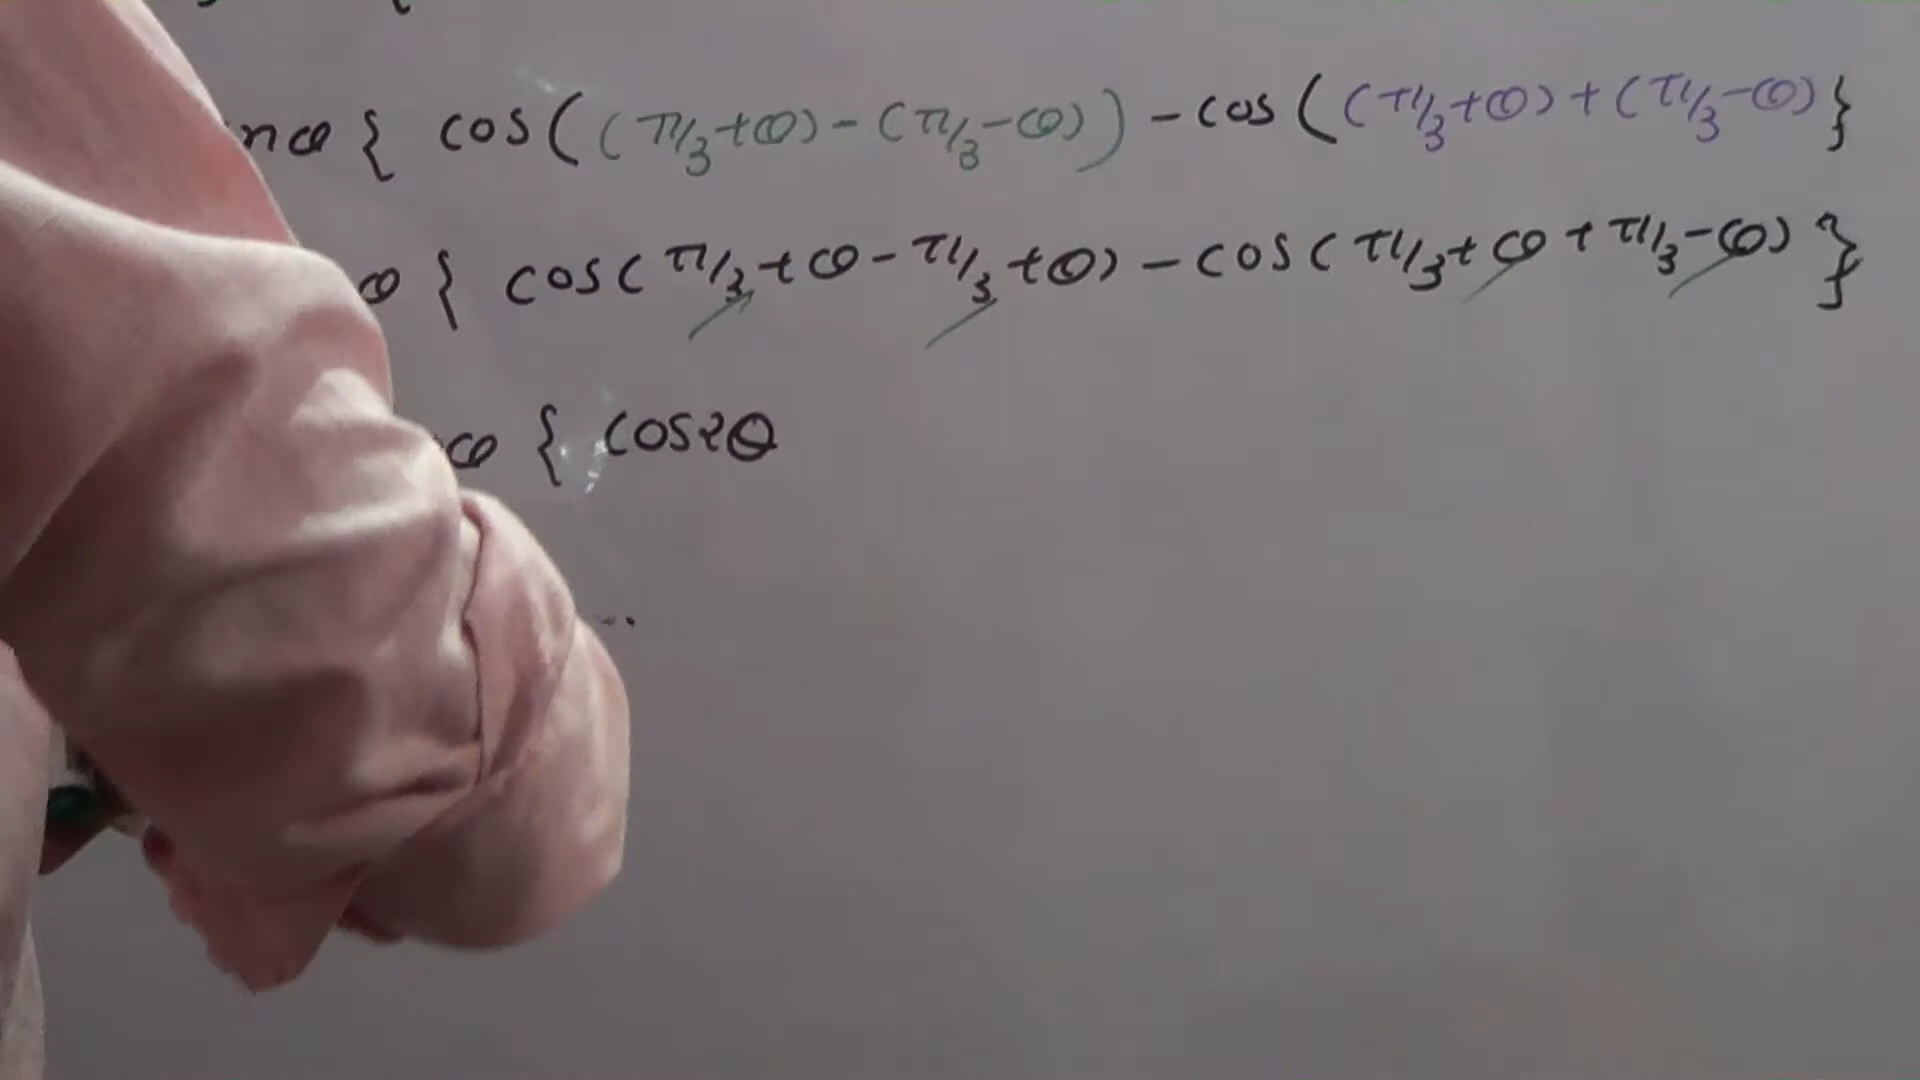 nθ { cos((π/3+θ)-(π/3-θ)) - cos((π/3+θ)+(π/3-θ)}
θ { cos(π/3+θ-π/3+θ) - cos(π/3+θ+π/3-θ) }
θ { cos2θ